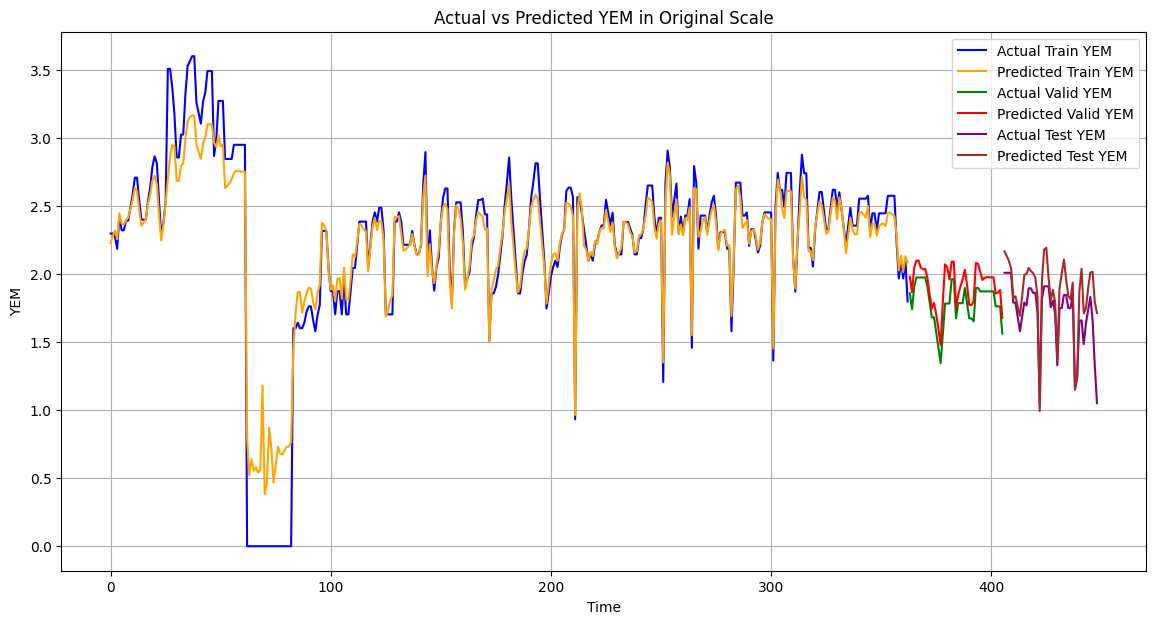 Actual vs Predicted YEM in Original Scale
Actual Train YEM
Predicted Train YEM
Actual Valid YEM
Predicted Valid YEM
Actual Test YEM
Predicted Test YEM
YEM
3.5
3.0
2.5
2.0
1.5
1.0
0.5
0.0
0 100 200 300 400
Time